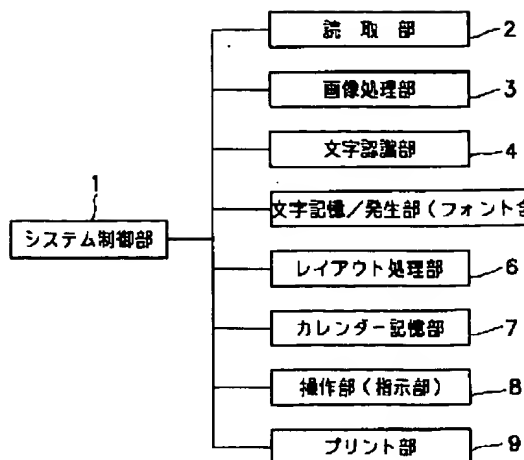 読取部 2
画像処理部 3
文字認識部 4
1
文字記憶/発生部(フォント含
システム制御部
レイアウト処理部 6
カレンダー記憶部 7
操作部(指示部) 8
プリント部 9